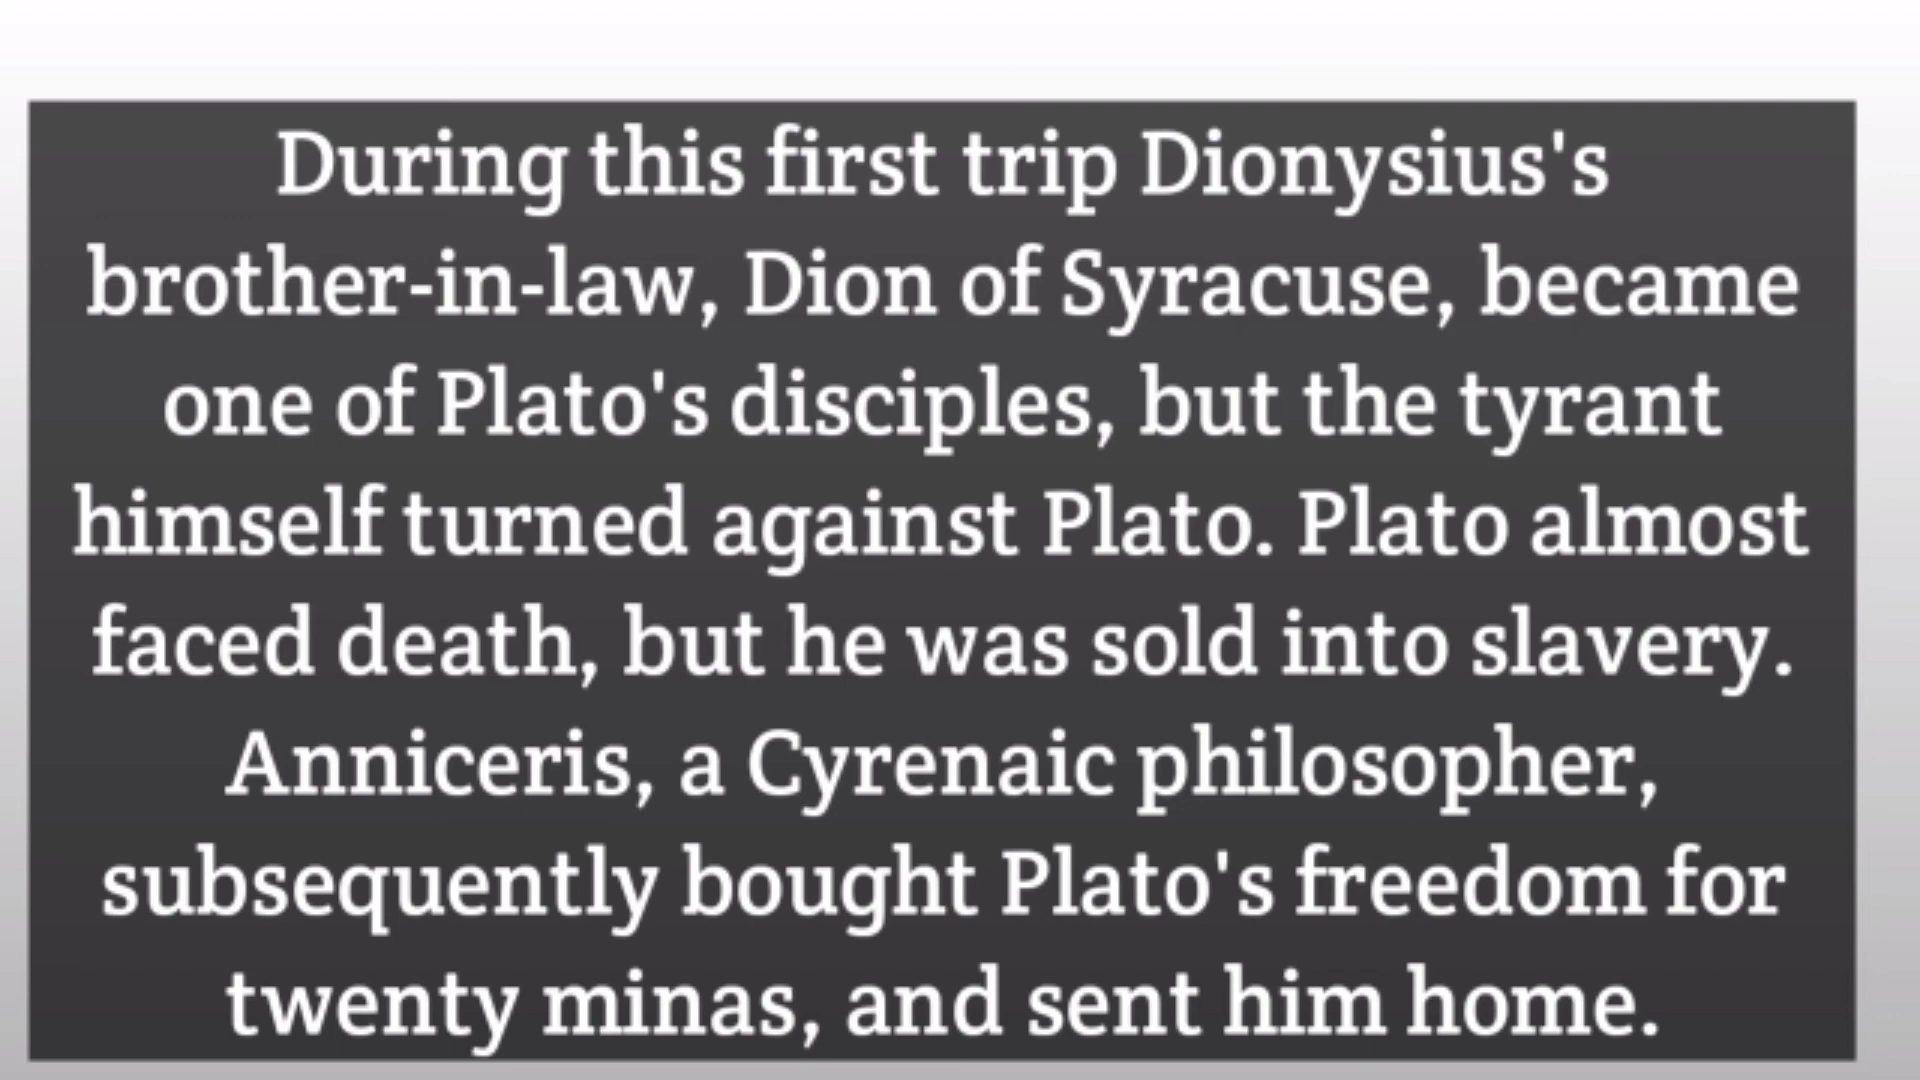 During this first trip Dionysius's
brother-in-law, Dion of Syracuse, became
one of Plato's disciples, but the tyrant
himself turned against Plato. Plato almost
faced death, but he was sold into slavery.
Anniceris, a Cyrenaic philosopher,
subsequently bought Plato's freedom for
twenty minas, and sent him home.